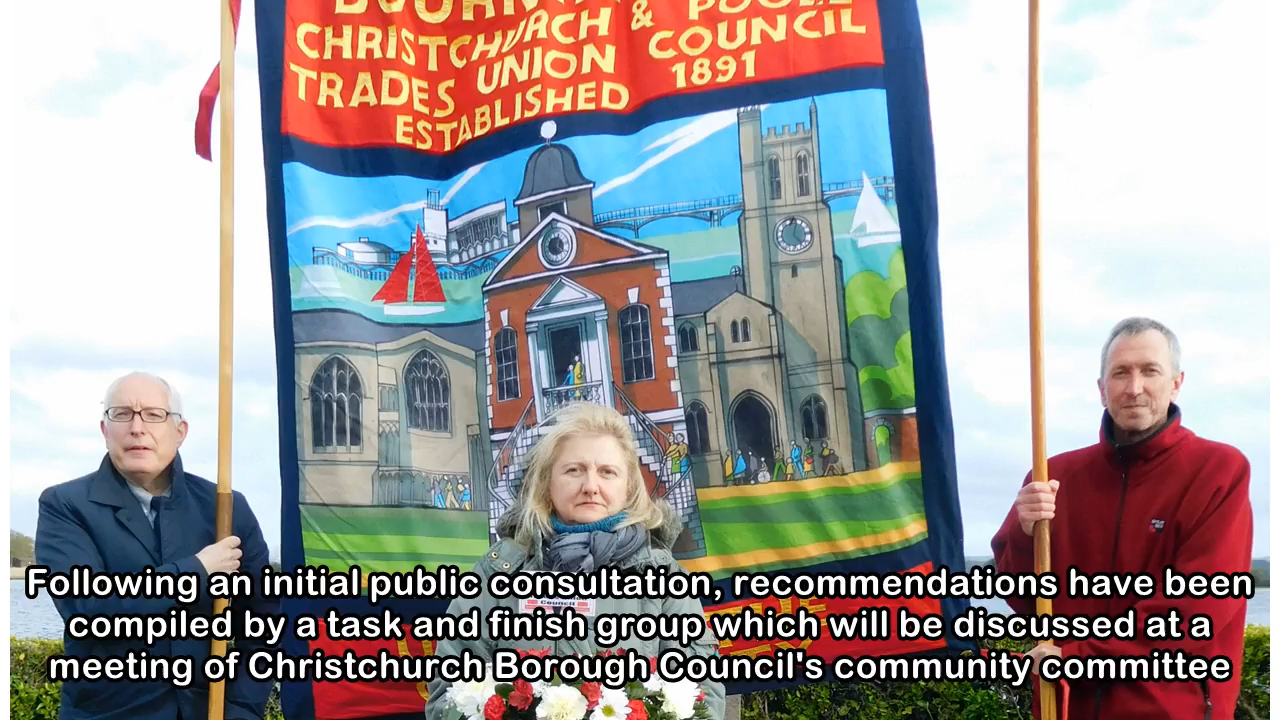 CHRISTCHURCH & POOLE
TRADES UNION COUNCIL
ESTABLISHED 1891
Council
Following an initial public consultation, recommendations have been
compiled by a task and finish group which will be discussed at a
meeting of Christchurch Borough Council's community committee